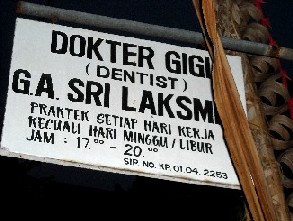 DOKTER GIGI
( DENTIST )
G.A. SRI LAKSMI
PRAKTEK SETIAP HARI KERJA
KECUALI HARI MINGGU / LIBUR
JAM : 17.00 - 20.00
SIP. NO. KP. 01.04. 2253